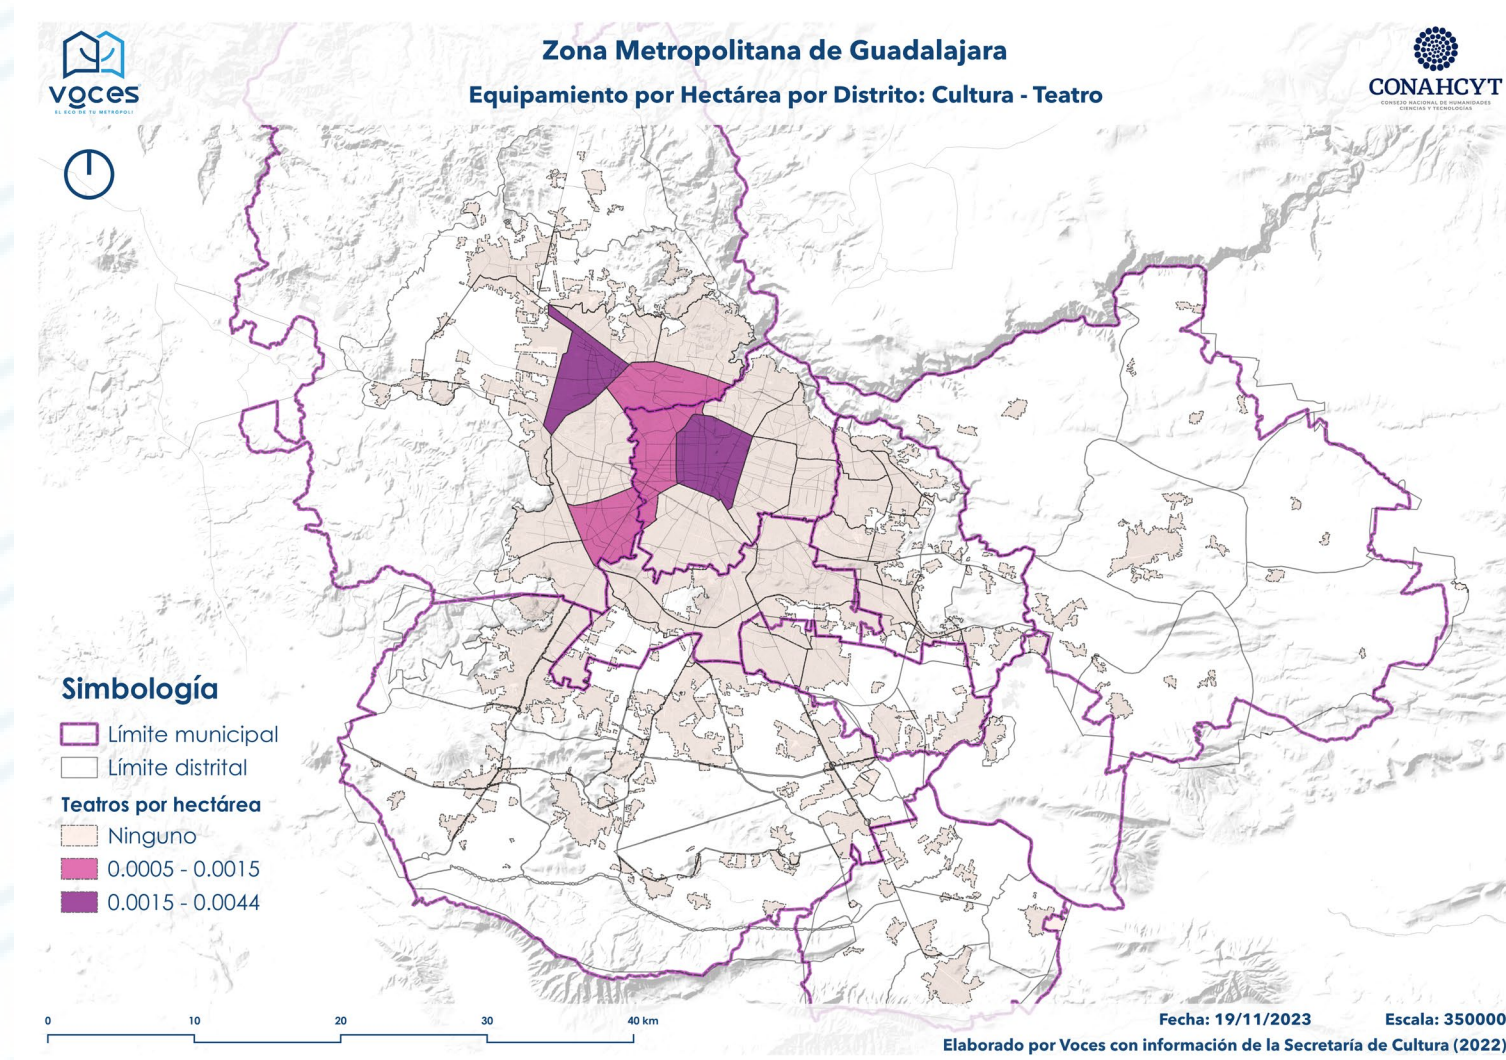 Zona Metropolitana de Guadalajara
Equipamiento por Hectárea por Distrito: Cultura - Teatro
voces
EL ECO DE TU METRÓPOLI
CONAHCYT
CONSEJO NACIONAL DE HUMANIDADES
CIENCIAS Y TECNOLOGÍAS
Simbología
Límite municipal
Límite distrital
Teatros por hectárea
Ninguno
0.0005 - 0.0015
0.0015 - 0.0044
0 10 20 30 40 km
Fecha: 19/11/2023 Escala: 350000
Elaborado por Voces con información de la Secretaría de Cultura (2022)